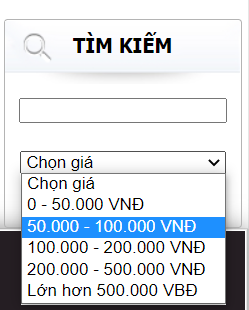 TÌM KIẾM
Chọn giá
Chọn giá
0 - 50.000 VNĐ
50.000 - 100.000 VNĐ
100.000 - 200.000 VNĐ
200.000 - 500.000 VNĐ
Lớn hơn 500.000 VBĐ